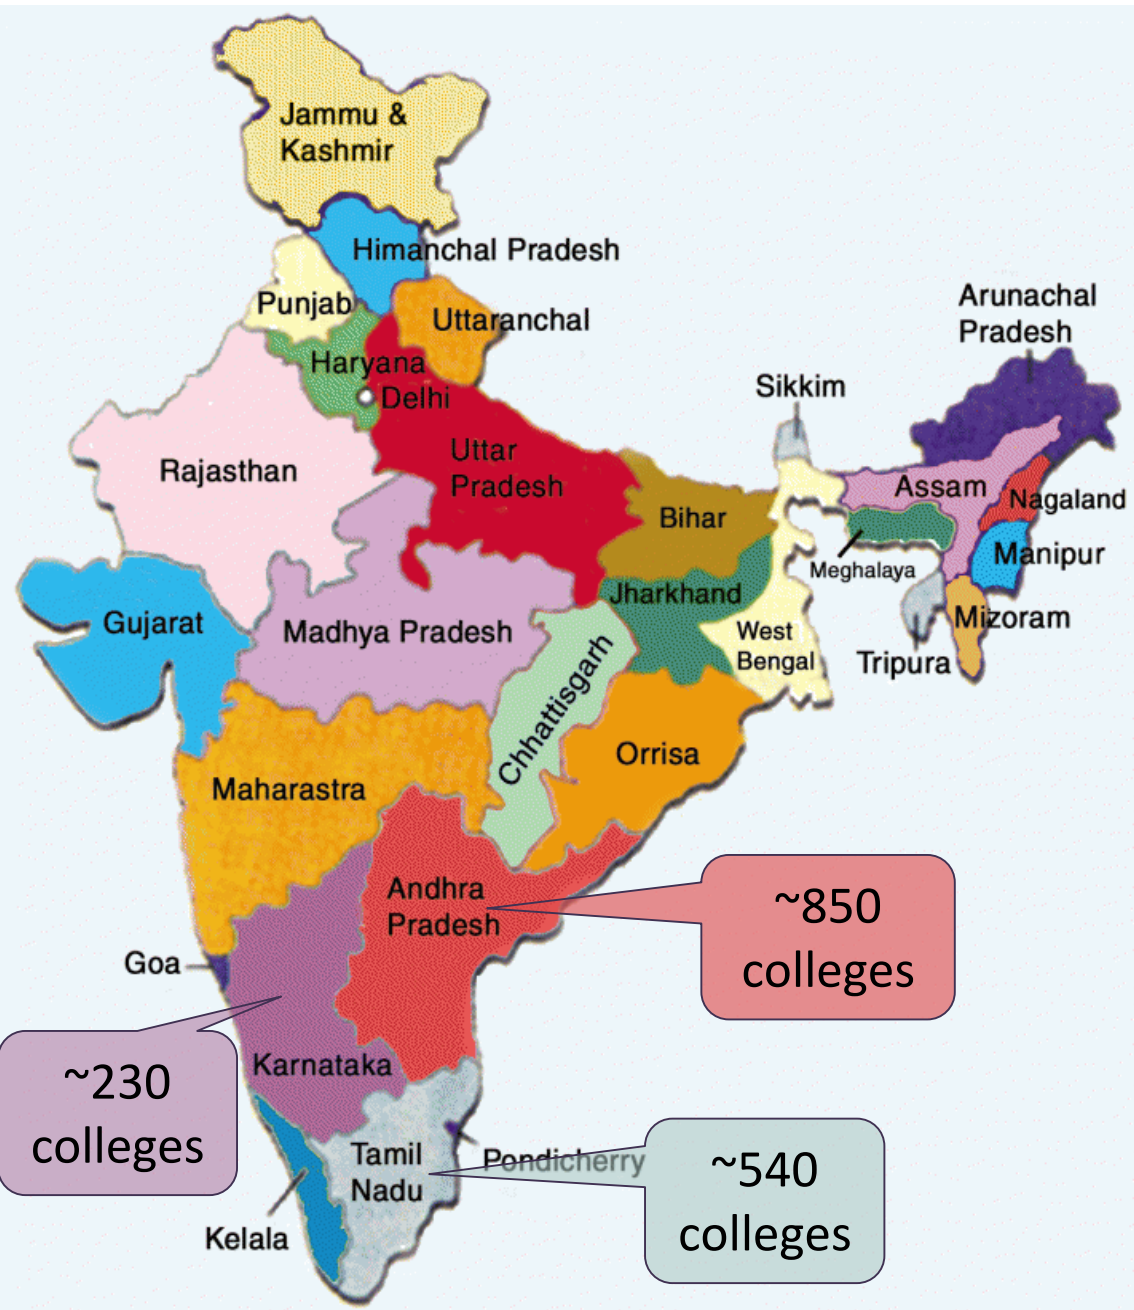 Jammu &
Kashmir
Himanchal Pradesh
Punjab
Uttaranchal
Arunachal
Pradesh
Haryana
Delhi
Sikkim
Uttar
Pradesh
Rajasthan
Assam
Nagaland
Bihar
Manipur
Meghalaya
Jharkhand
Gujarat
Madhya Pradesh
West
Bengal
Mizoram
Tripura
Chhattisgarh
Orrisa
Maharastra
Andhra
Pradesh
~850
colleges
Goa
Karnataka
~230
colleges
Tamil
Nadu
Pondicherry
~540
colleges
Kelala